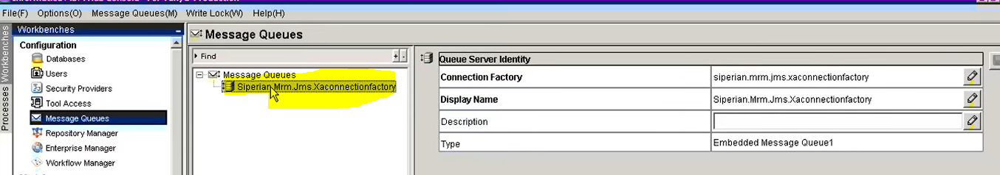 File(F) Options(O) Message Queues(M) Write Lock(W) Help(H)
Workbenches
Processes
Workbenches
Configuration
Databases
Users
Security Providers
Tool Access
Message Queues
Repository Manager
Enterprise Manager
Workflow Manager
Message Queues
Find
+ -
Message Queues
Siperian.Mrm.Jms.Xaconnectionfactory
Queue Server Identity
Connection Factory siperian.mrm.jms.xaconnectionfactory
Display Name Siperian.Mrm.Jms.Xaconnectionfactory
Description
Type Embedded Message Queue1